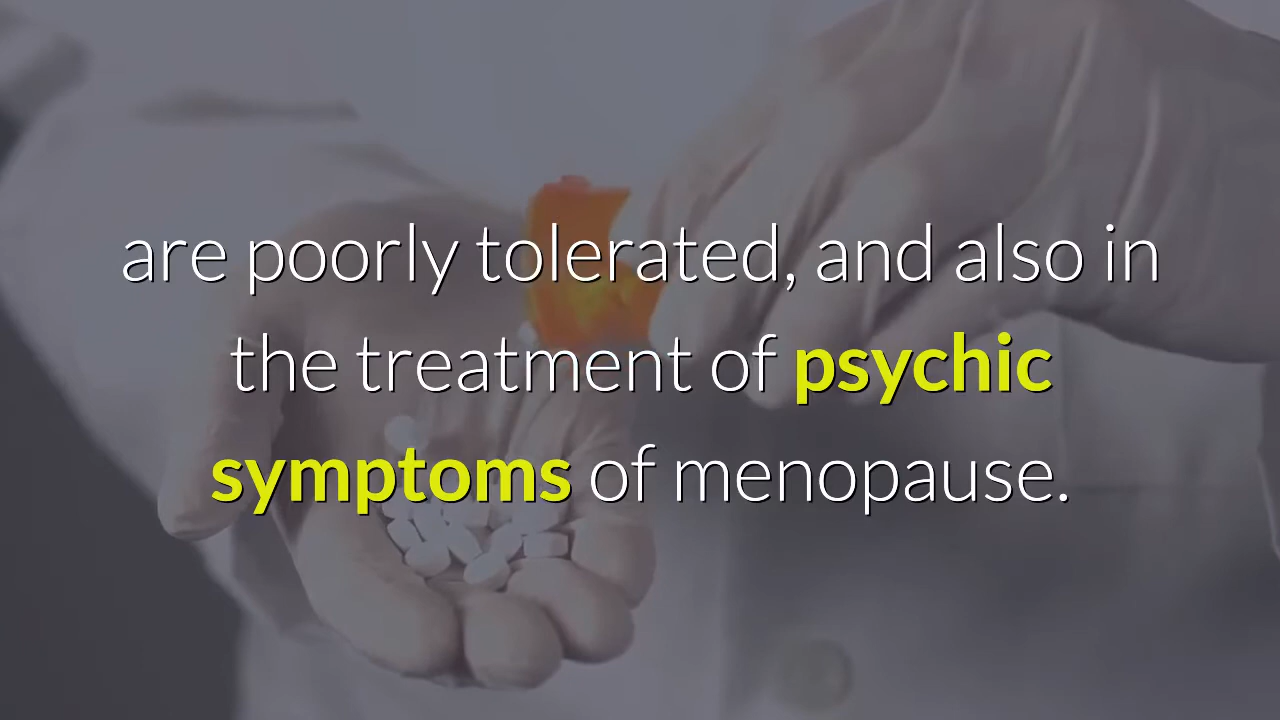 are poorly tolerated, and also in
the treatment of psychic
symptoms of menopause.